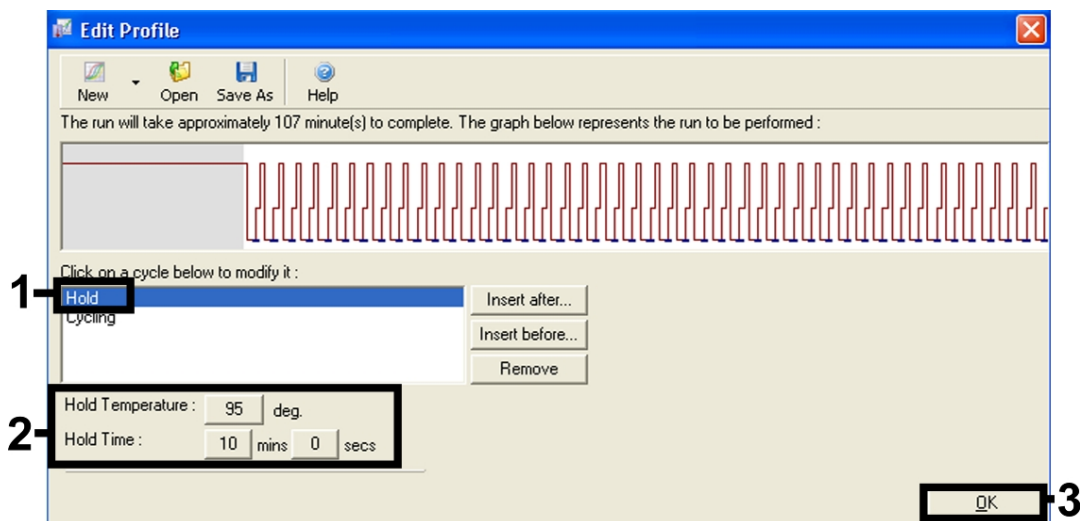 Edit Profile
New Open Save As Help
The run will take approximately 107 minute(s) to complete. The graph below represents the run to be performed :
Click on a cycle below to modify it :
1
Hold
Insert after...
Cycling
Insert before...
Remove
Hold Temperature : 95 deg.
2
Hold Time : 10 mins 0 secs
OK
3